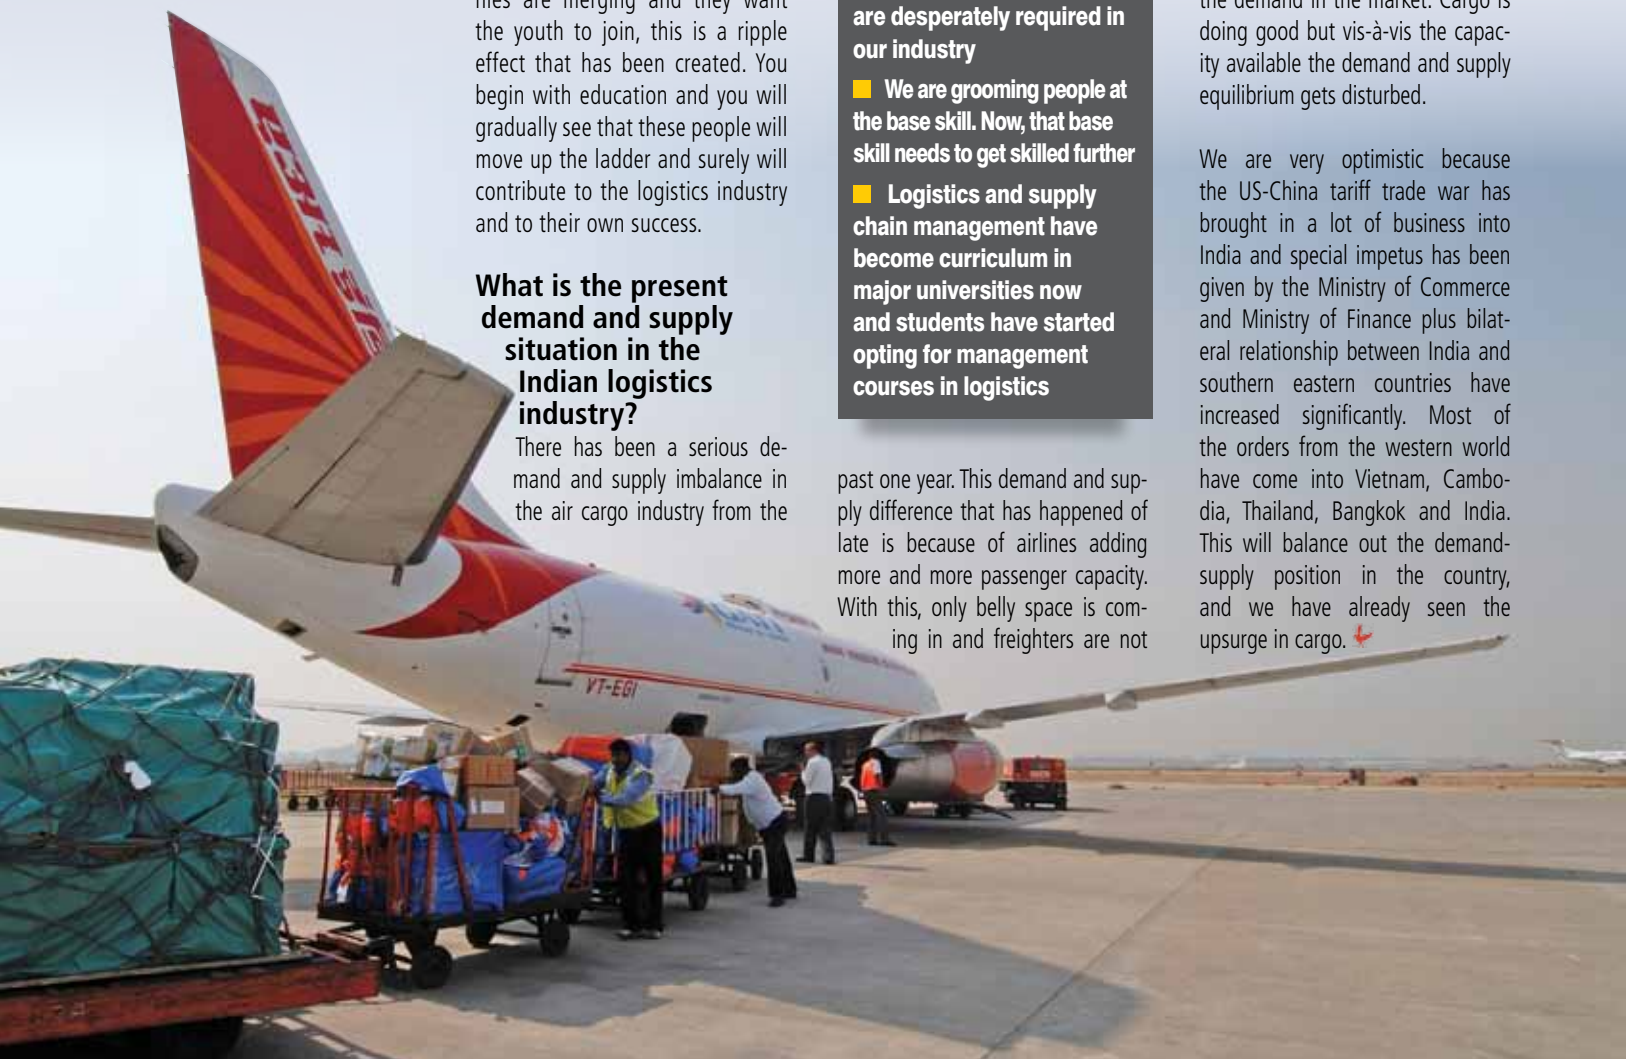 nies are merging and they want
the youth to join, this is a ripple
effect that has been created. You
begin with education and you will
gradually see that these people will
move up the ladder and surely will
contribute to the logistics industry
and to their own success.
What is the present
demand and supply
situation in the
Indian logistics
industry?
There has been a serious de-
mand and supply imbalance in
the air cargo industry from the
are desperately required in
our industry
We are grooming people at
the base skill. Now, that base
skill needs to get skilled further
Logistics and supply
chain management have
become curriculum in
major universities now
and students have started
opting for management
courses in logistics
past one year. This demand and sup-
ply difference that has happened of
late is because of airlines adding
more and more passenger capacity.
With this, only belly space is com-
ing in and freighters are not
the demand in the market. Cargo is
doing good but vis-à-vis the capac-
ity available the demand and supply
equilibrium gets disturbed.
We are very optimistic because
the US-China tariff trade war has
brought in a lot of business into
India and special impetus has been
given by the Ministry of Commerce
and Ministry of Finance plus bilat-
eral relationship between India and
southern eastern countries have
increased significantly. Most of
the orders from the western world
have come into Vietnam, Cambo-
dia, Thailand, Bangkok and India.
This will balance out the demand-
supply position in the country,
and we have already seen the
upsurge in cargo.
VT-EGI